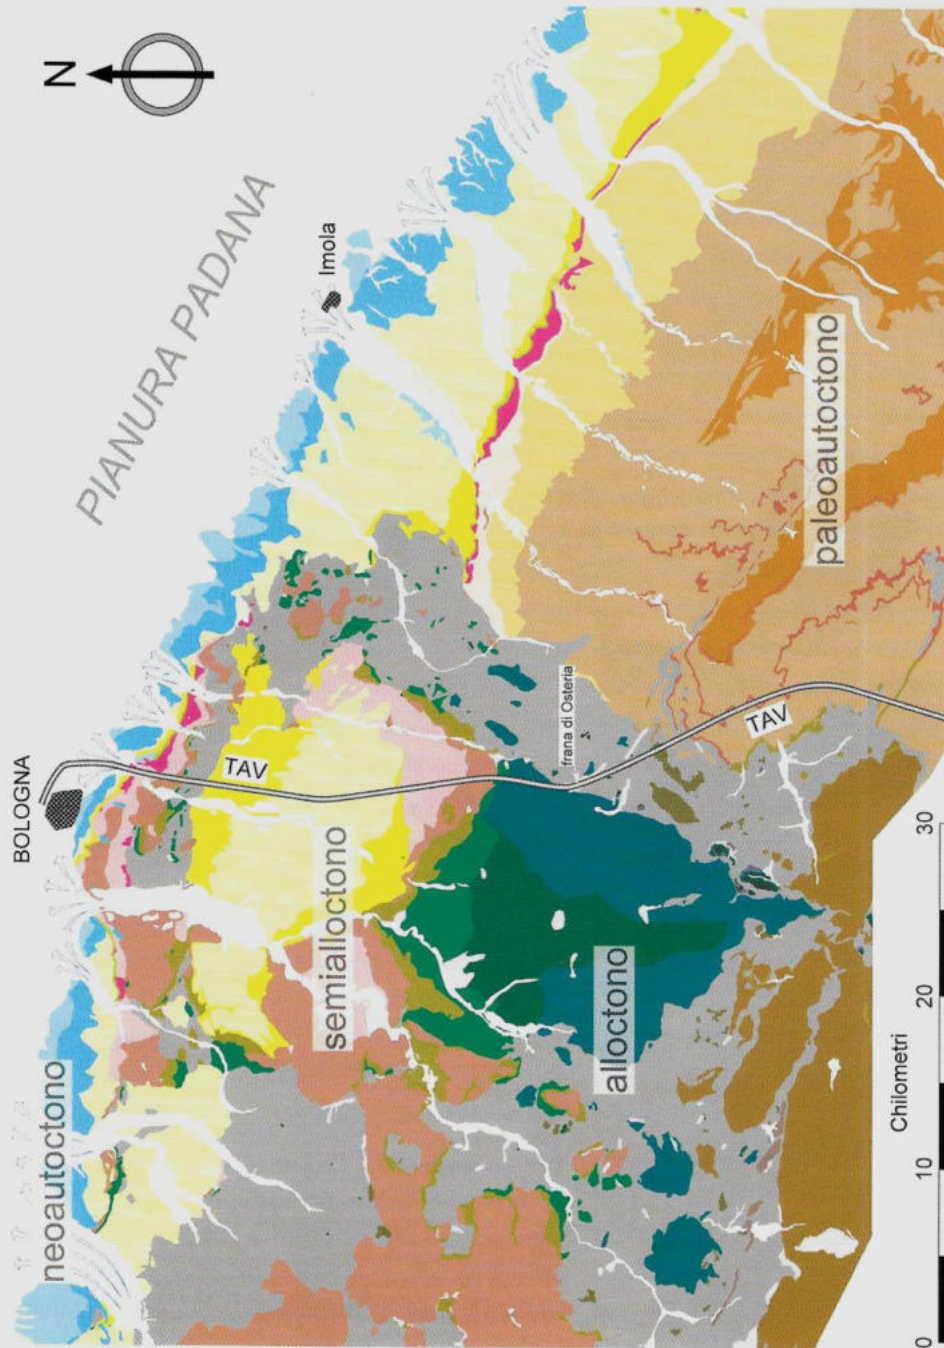 N
BOLOGNA
neoautoctono
PIANURA PADANA
TAV
Imola
semialloctono
frana di Osteria
alloctono
TAV
paleoautoctono
Chilometri
0 10 20 30